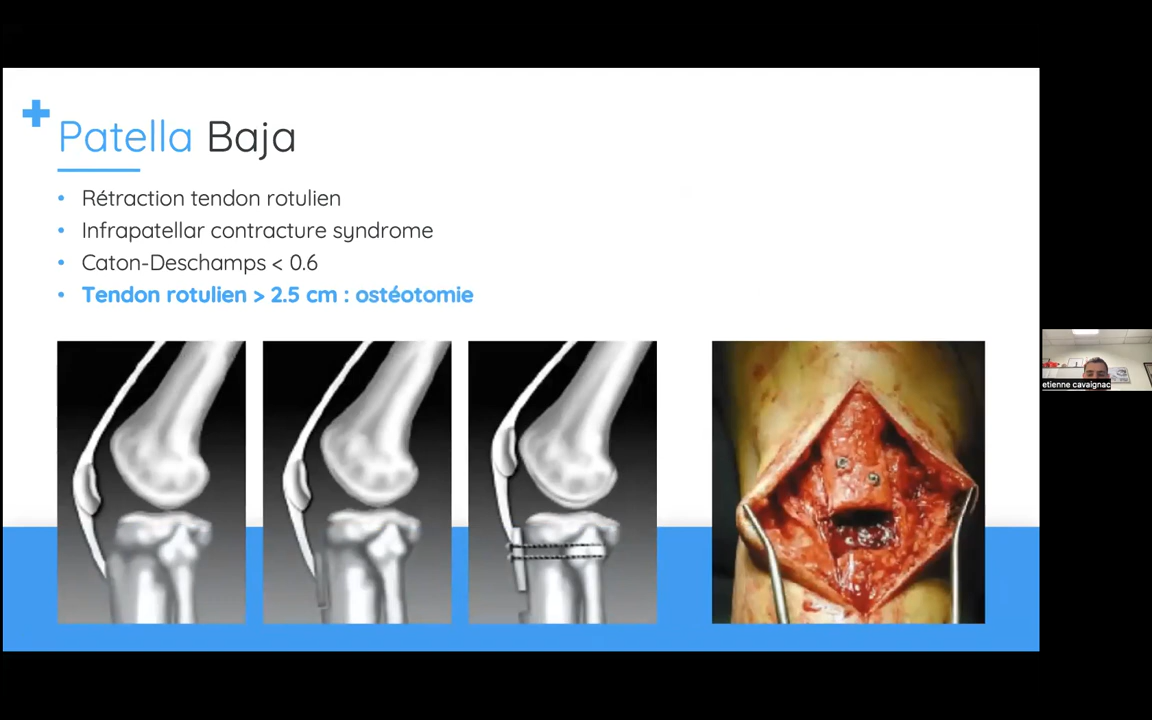 Patella Baja
• Rétraction tendon rotulien
• Infrapatellar contracture syndrome
• Caton-Deschamps < 0.6
• Tendon rotulien > 2.5 cm : ostéotomie
etienne cavaignac